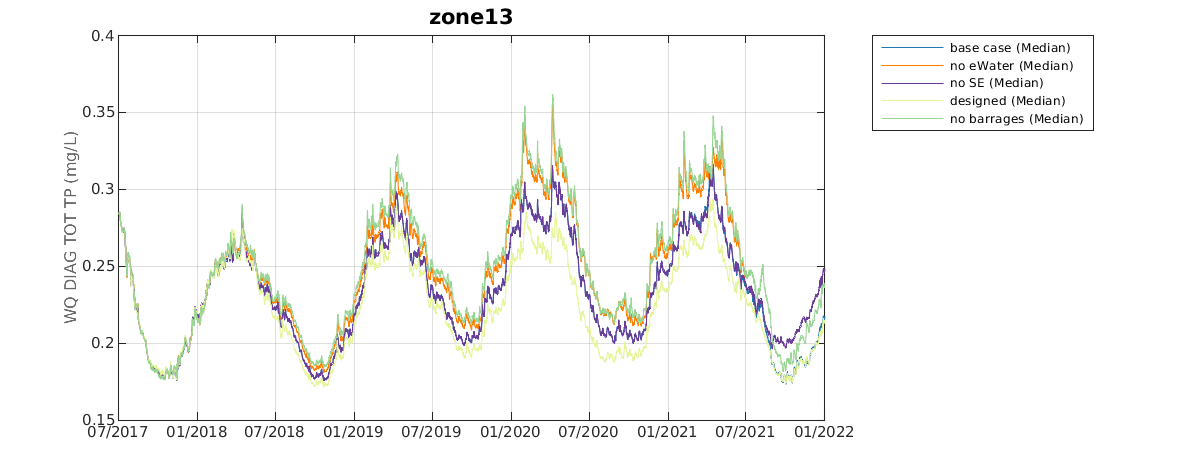 zone13
WQ DIAG TOT TP (mg/L)
0.4
0.35
0.3
0.25
0.2
0.15
07/2017 01/2018 07/2018 01/2019 07/2019 01/2020 07/2020 01/2021 07/2021 01/2022
base case (Median)
no eWater (Median)
no SE (Median)
designed (Median)
no barrages (Median)